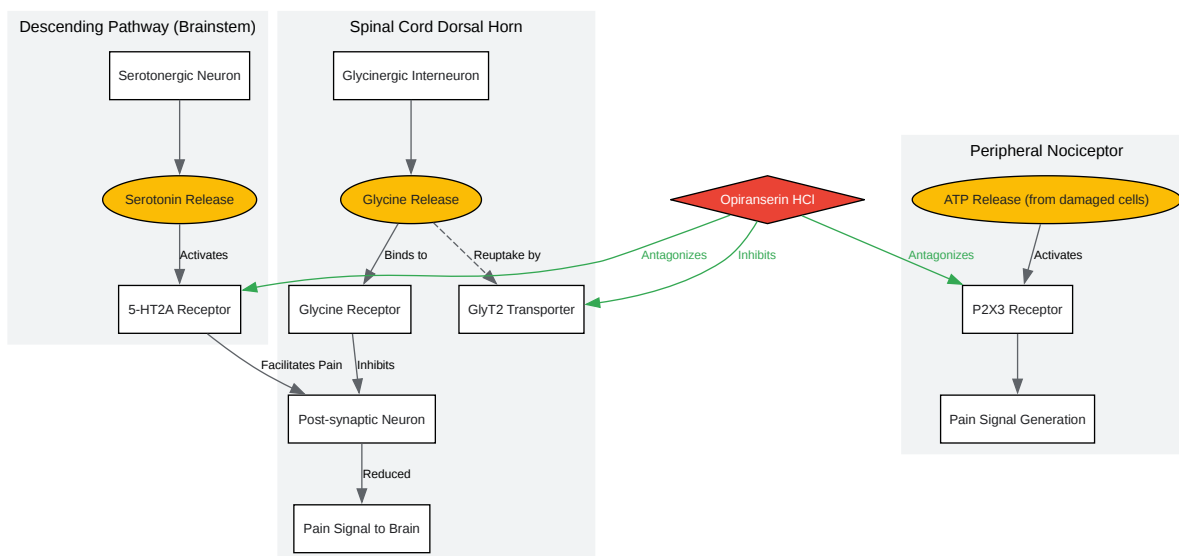 Descending Pathway (Brainstem)
Spinal Cord Dorsal Horn
Serotonergic Neuron
Glycinergic Interneuron
Peripheral Nociceptor
Serotonin Release
Glycine Release
Opiranserin HCl
ATP Release (from damaged cells)
Activates
Binds to
Reuptake by
Antagonizes
Inhibits
Antagonizes
Activates
5-HT2A Receptor
Glycine Receptor
GlyT2 Transporter
P2X3 Receptor
Facilitates Pain
Inhibits
Post-synaptic Neuron
Pain Signal Generation
Reduced
Pain Signal to Brain